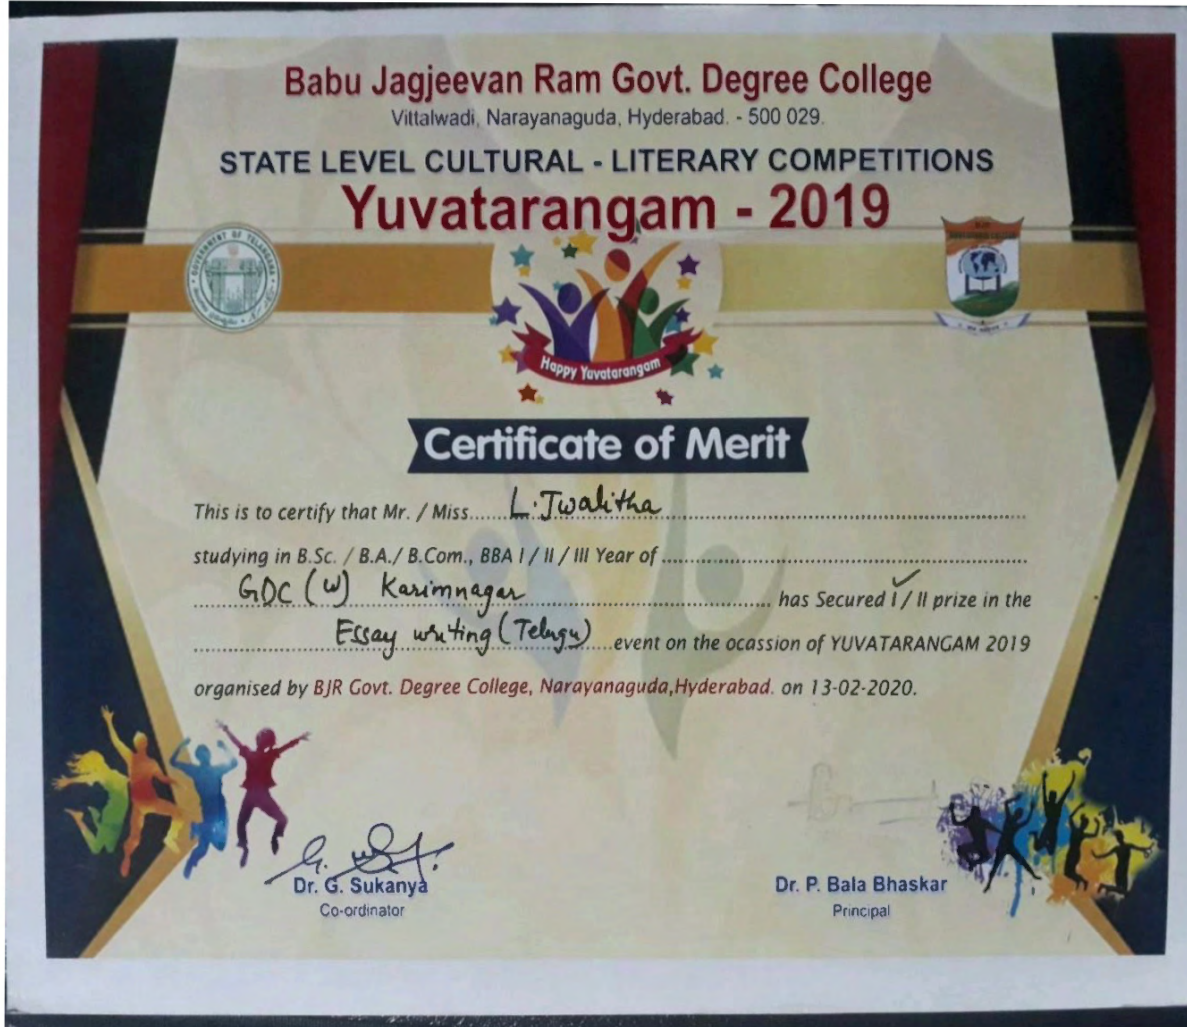 Babu Jagjeevan Ram Govt. Degree College
Vittalwadi, Narayanaguda, Hyderabad. - 500 029.
STATE LEVEL CULTURAL - LITERARY COMPETITIONS
Yuvatarangam - 2019
GOVERNMENT OF TELANGANA
Happy Yuvatarangam
Certificate of Merit
This is to certify that Mr. / Miss..... L. Jwalitha
studying in B.Sc. / B.A./ B.Com., BBA I / II / III Year of
GDC (W) Karimnagar has Secured I / II prize in the
Essay writing (Telugu) event on the ocassion of YUVATARANGAM 2019
organised by BJR Govt. Degree College, Narayanaguda,Hyderabad. on 13-02-2020.
Dr. G. Sukanya
Co-ordinator
Dr. P. Bala Bhaskar
Principal